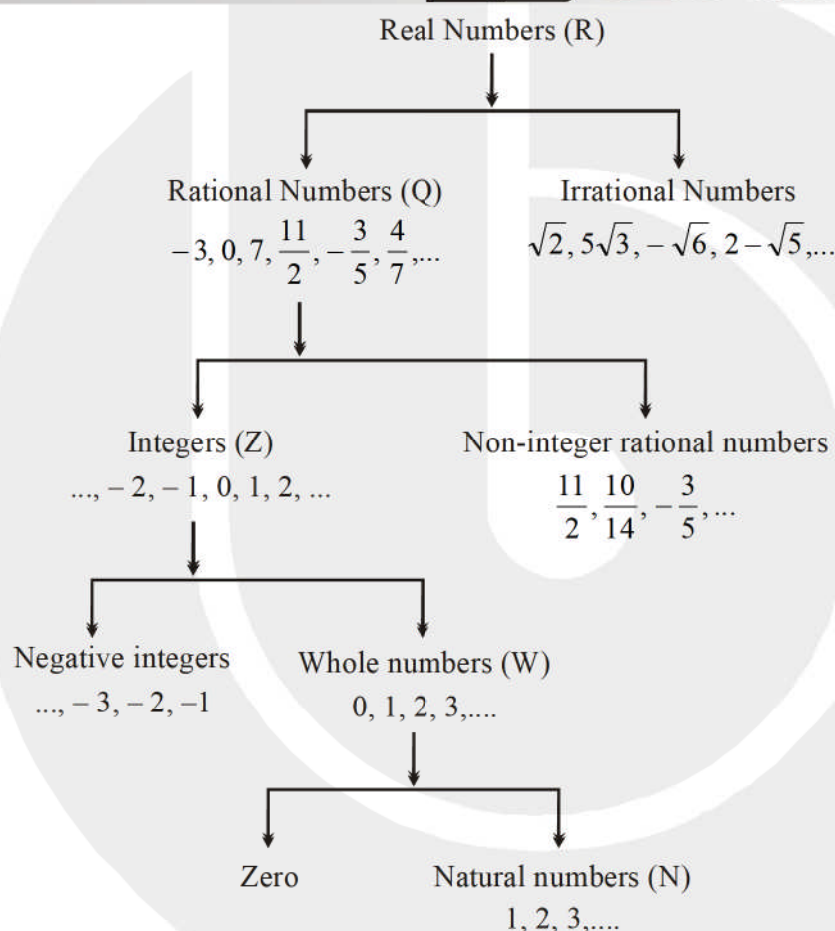 Real Numbers (R)
Rational Numbers (Q)
−3, 0, 7, 11/2, −3/5, 4/7,...
Irrational Numbers
√2, 5√3, −√6, 2−√5,...
Integers (Z)
..., − 2, − 1, 0, 1, 2, ...
Non-integer rational numbers
11/2, 10/14, −3/5, ...
Negative integers
..., − 3, − 2, −1
Whole numbers (W)
0, 1, 2, 3,....
Zero
Natural numbers (N)
1, 2, 3,....